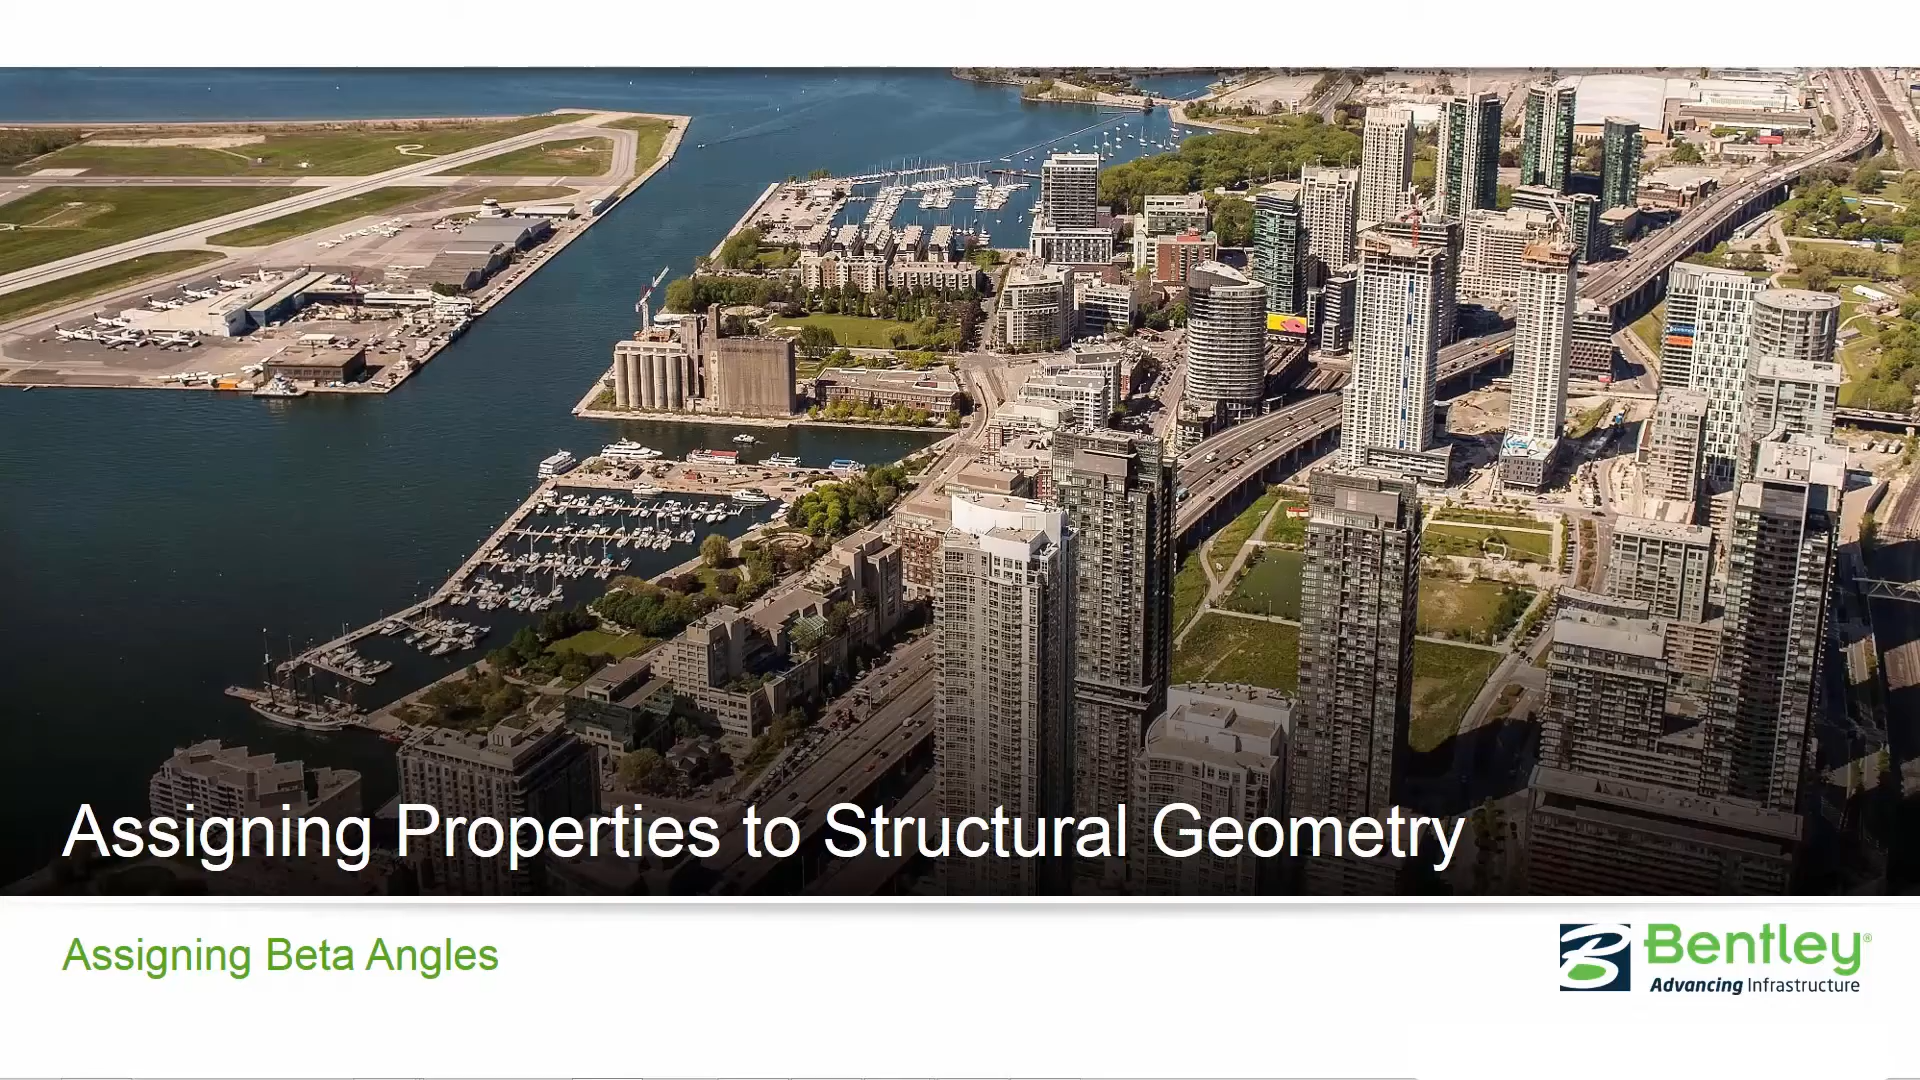 Assigning Properties to Structural Geometry
Assigning Beta Angles
Bentley®
Advancing Infrastructure